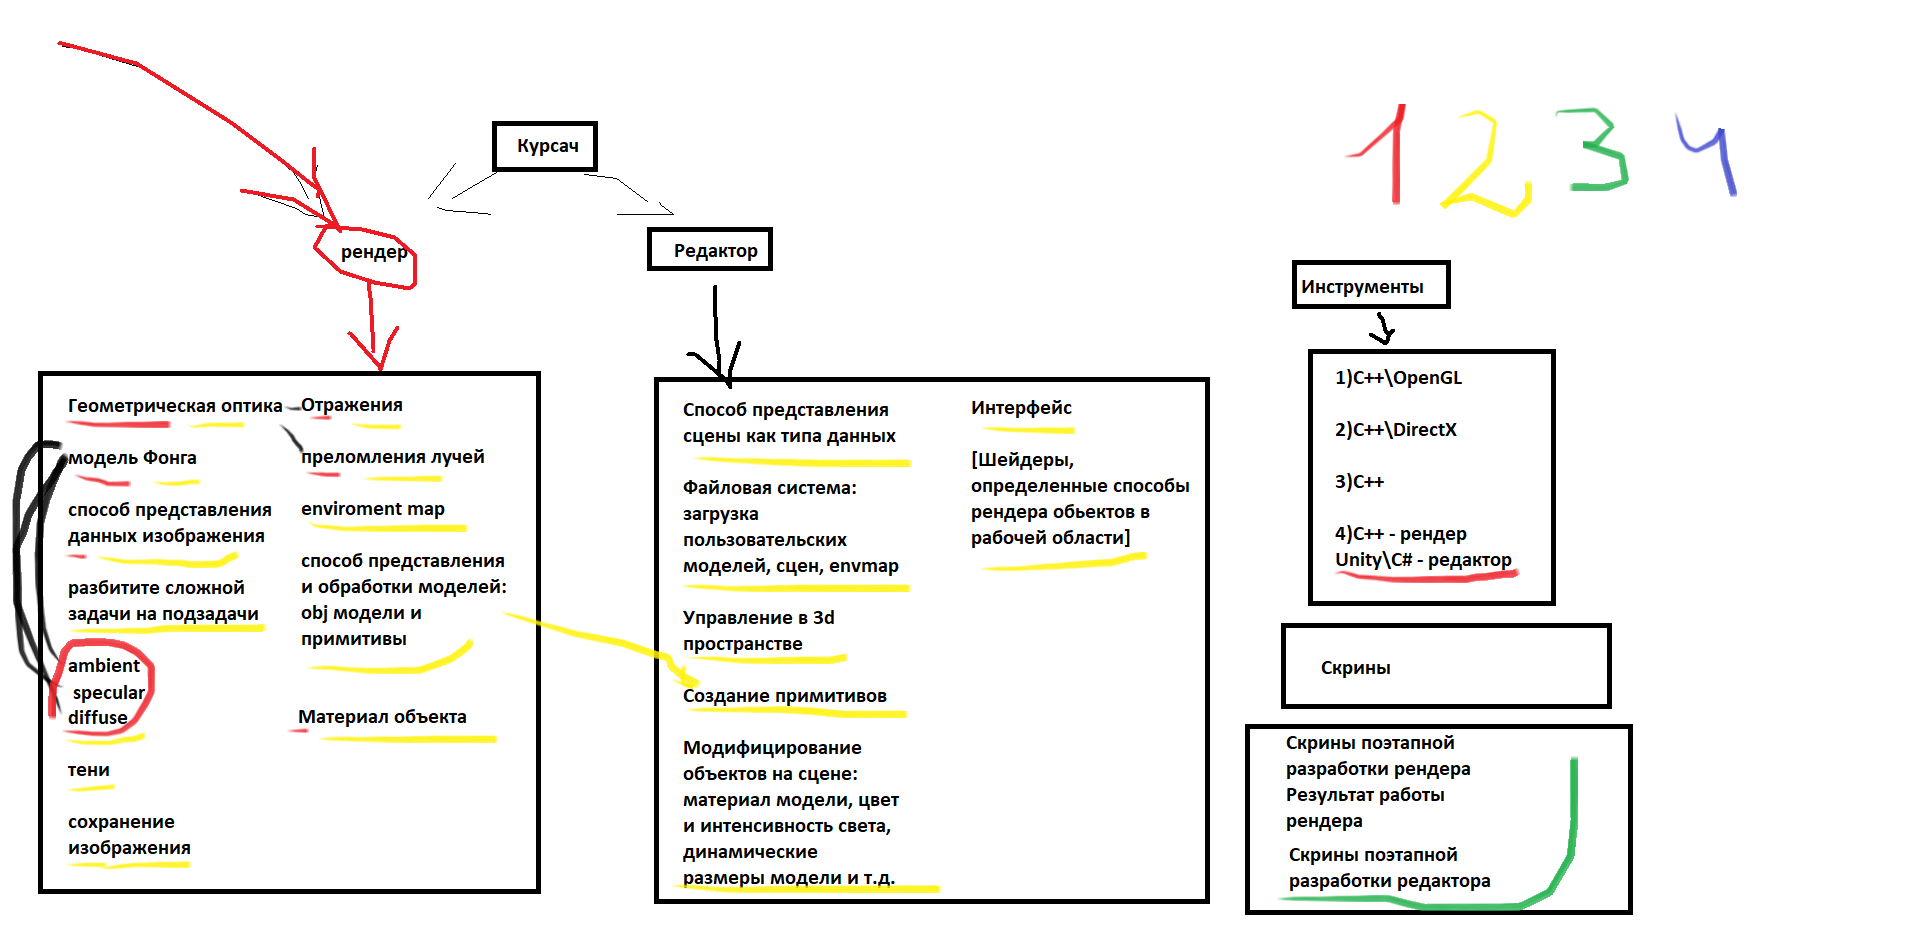 1 2 3 4
Курсач
рендер
Редактор
Инструменты
Геометрическая оптика
модель Фонга
способ представления
данных изображения
разбитите сложной
задачи на подзадачи
ambient
specular
diffuse
тени
сохранение
изображения
Отражения
преломления лучей
enviroment map
способ представления
и обработки моделей:
obj модели и
примитивы
Материал объекта
Способ представления
сцены как типа данных
Файловая система:
загрузка
пользовательских
моделей, сцен, envmap
Управление в 3d
пространстве
Создание примитивов
Модифицирование
объектов на сцене:
материал модели, цвет
и интенсивность света,
динамические
размеры модели и т.д.
Интерфейс
[Шейдеры,
определенные способы
рендера обьектов в
рабочей области]
1)C++\OpenGL
2)C++\DirectX
3)C++
4)C++ - рендер
Unity\C# - редактор
Скрины
Скрины поэтапной
разработки рендера
Результат работы
рендера
Скрины поэтапной
разработки редактора